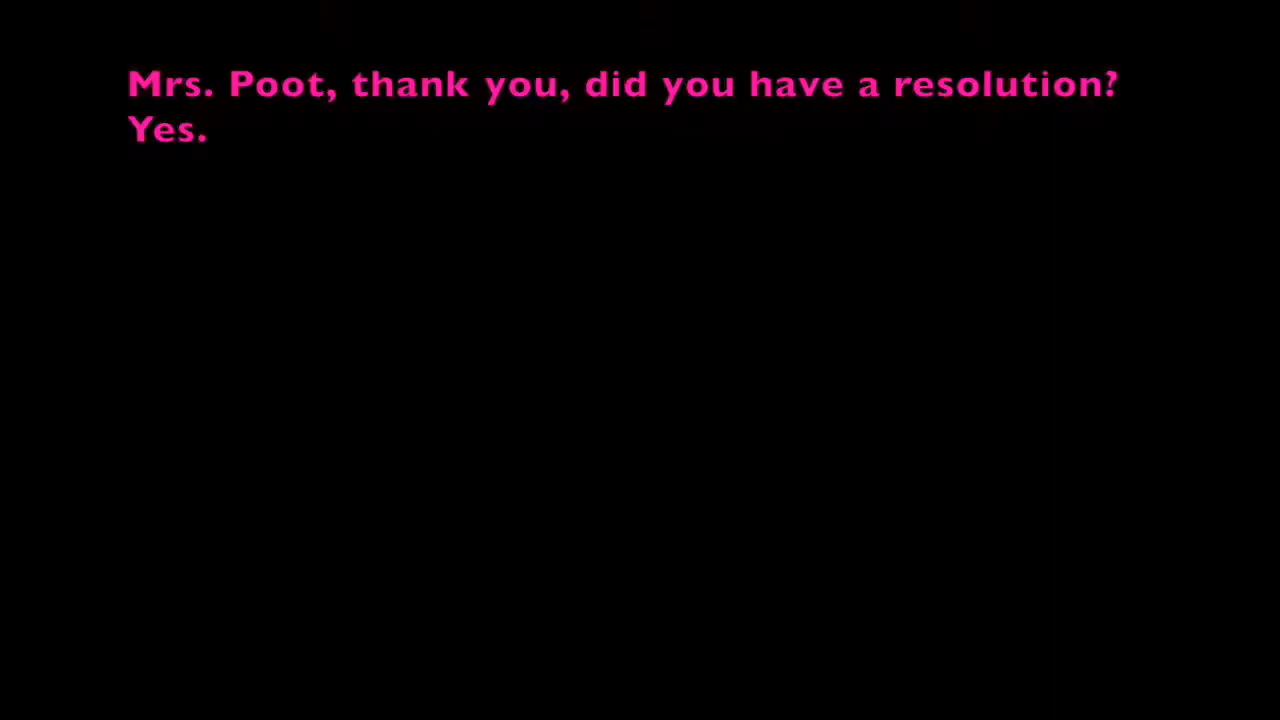 Mrs. Poot, thank you, did you have a resolution?
Yes.